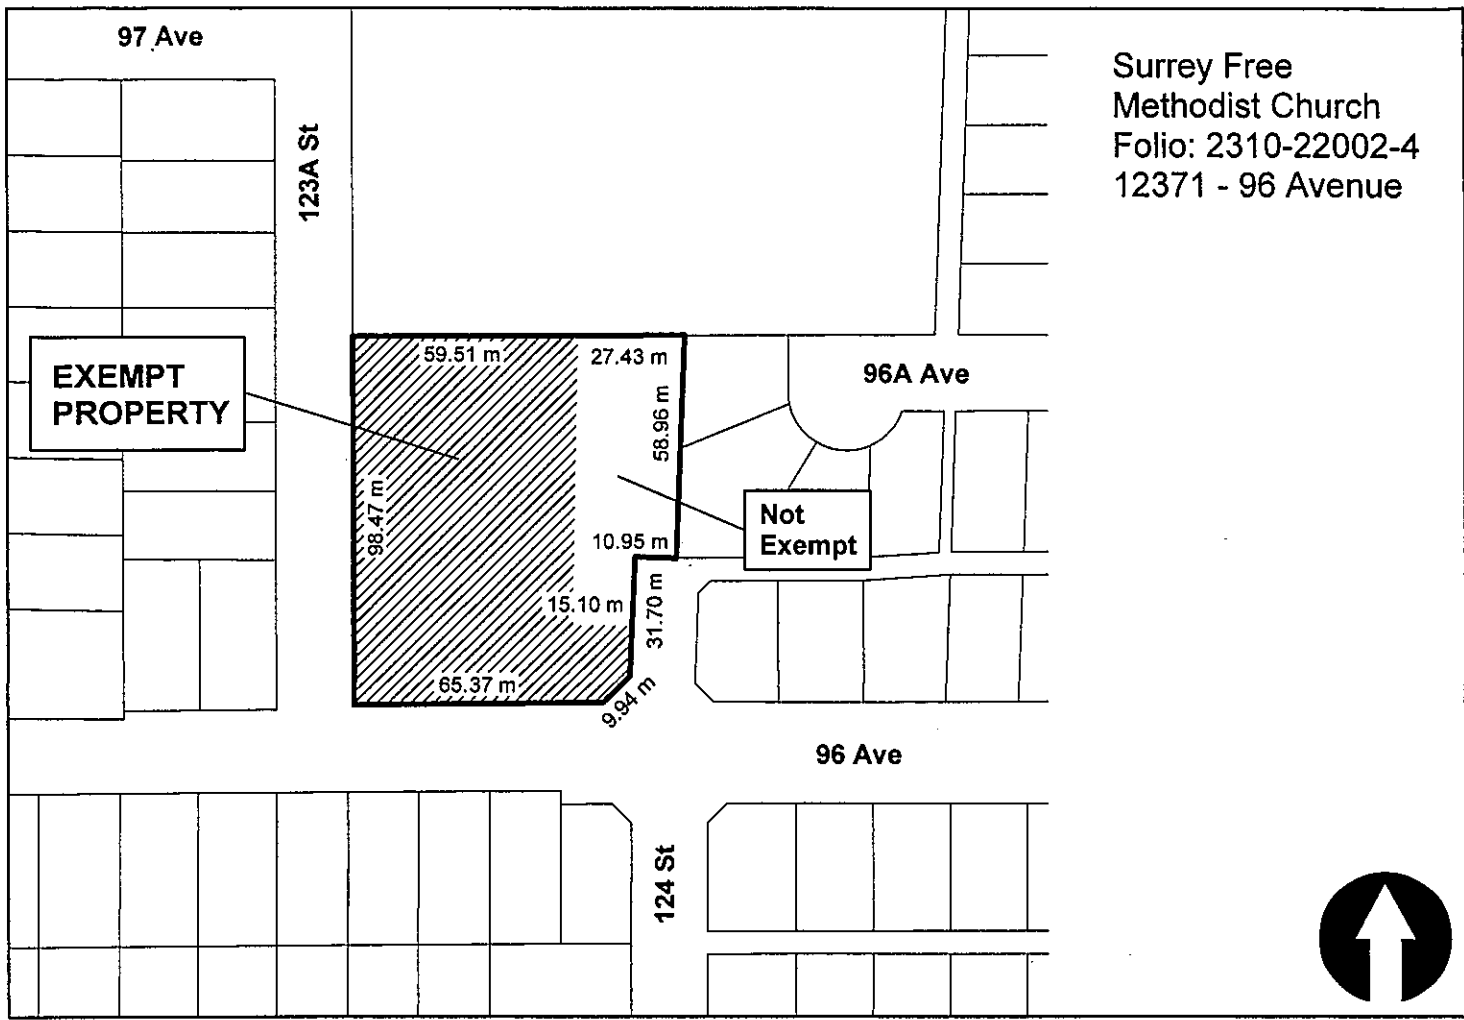 97 Ave
Surrey Free
Methodist Church
Folio: 2310-22002-4
12371 - 96 Avenue
123A St
59.51 m
27.43 m
EXEMPT
PROPERTY
96A Ave
58.96 m
98.47 m
Not
Exempt
10.95 m
15.10 m
31.70 m
65.37 m
9.94 m
96 Ave
124 St